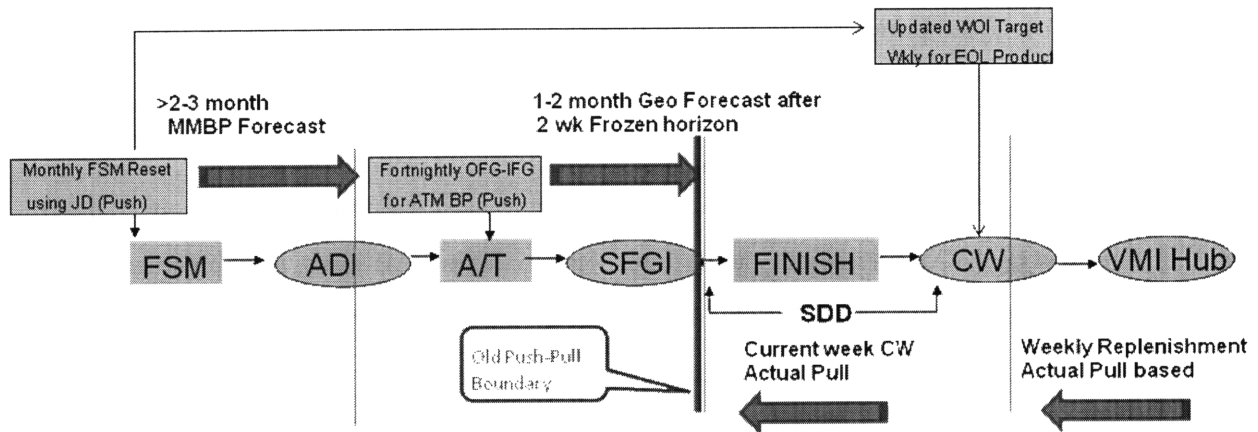 Updated WOI Target
Wkly for EOL Product
>2-3 month
MMBP Forecast
1-2 month Geo Forecast after
2 wk Frozen horizon
Monthly FSM Reset
using JD (Push)
Fortnightly OFG-IFG
for ATM BP (Push)
FSM
ADI
A/T
SFGI
FINISH
CW
VMI Hub
SDD
Old Push-Pull
Boundary
Current week CW
Actual Pull
Weekly Replenishment
Actual Pull based